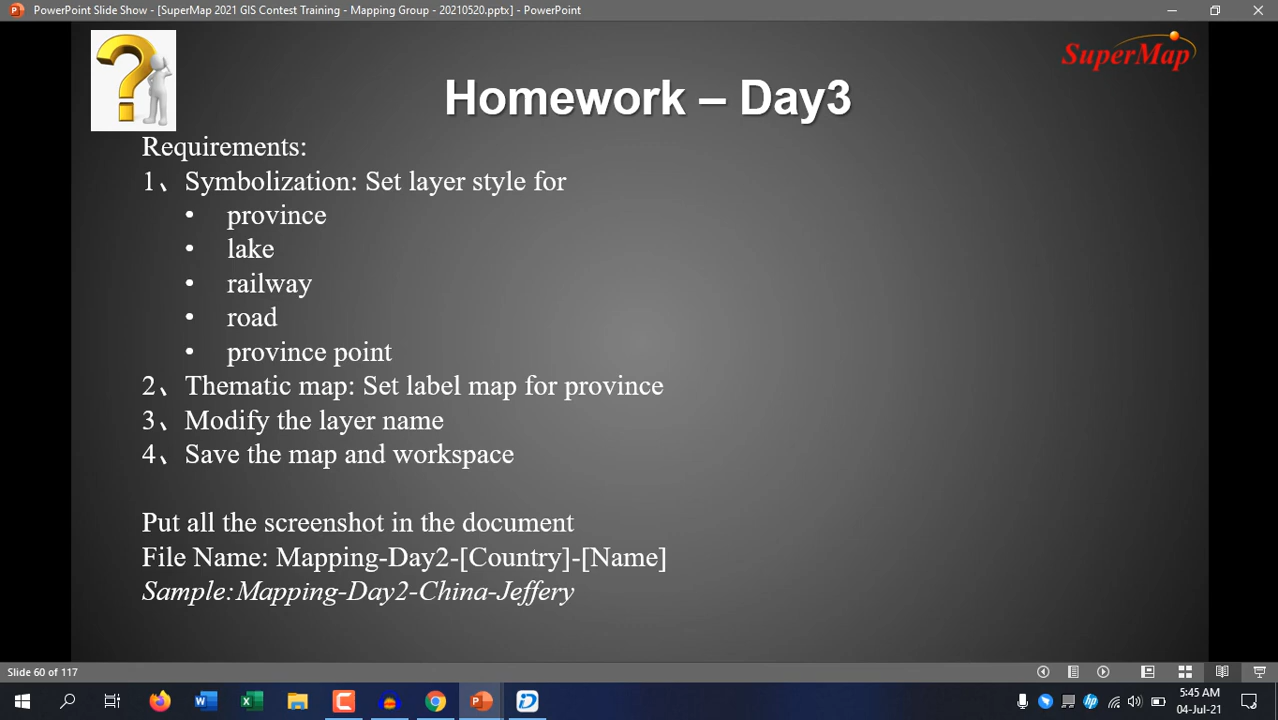 PowerPoint Slide Show - [SuperMap 2021 GIS Contest Training - Mapping Group - 20210520.pptx] - PowerPoint
SuperMap
Homework – Day3
Requirements:
1、Symbolization: Set layer style for
• province
• lake
• railway
• road
• province point
2、Thematic map: Set label map for province
3、Modify the layer name
4、Save the map and workspace
Put all the screenshot in the document
File Name: Mapping-Day2-[Country]-[Name]
Sample:Mapping-Day2-China-Jeffery
Slide 60 of 117
5:45 AM
04-Jul-21